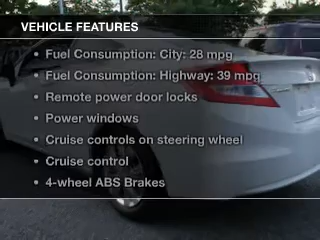 VEHICLE FEATURES
• Fuel Consumption: City: 28 mpg
• Fuel Consumption: Highway: 39 mpg
• Remote power door locks
• Power windows
• Cruise controls on steering wheel
• Cruise control
• 4-wheel ABS Brakes